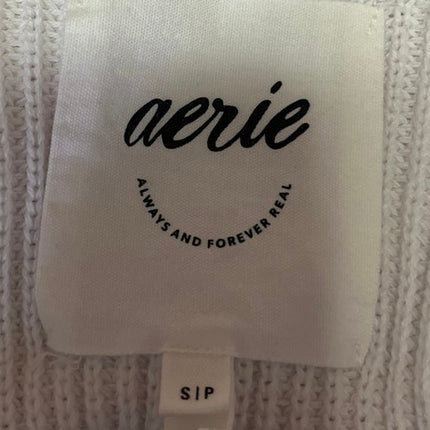 aerie
ALWAYS AND FOREVER REAL
S|P